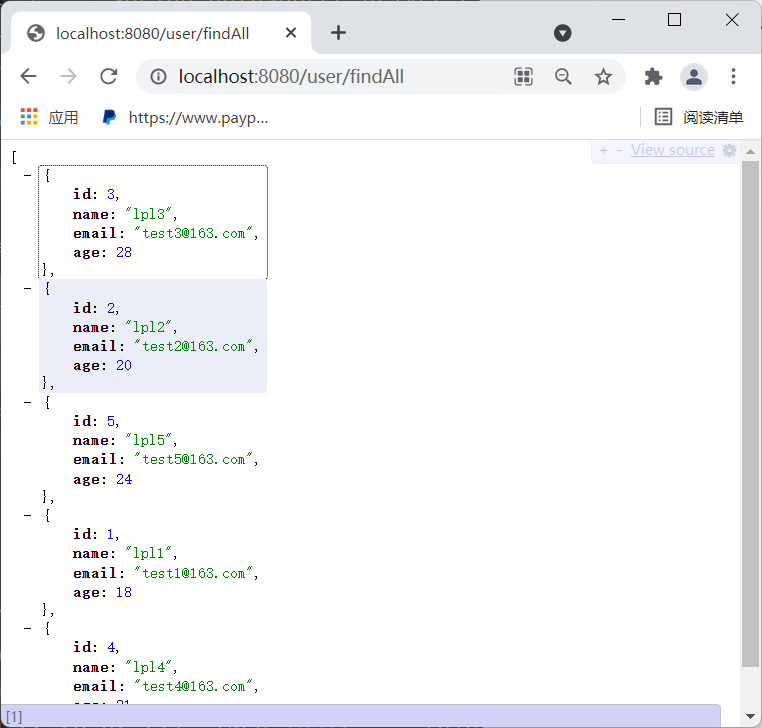 localhost:8080/user/findAll
localhost:8080/user/findAll
应用
https://www.payp...
阅读清单
+ - View source
[
- {
id: 3,
name: "lpl3",
email: "test3@163.com",
age: 28
},
- {
id: 2,
name: "lpl2",
email: "test2@163.com",
age: 20
},
- {
id: 5,
name: "lpl5",
email: "test5@163.com",
age: 24
},
- {
id: 1,
name: "lpl1",
email: "test1@163.com",
age: 18
},
- {
id: 4,
name: "lpl4",
email: "test4@163.com",
age: 21
[1]